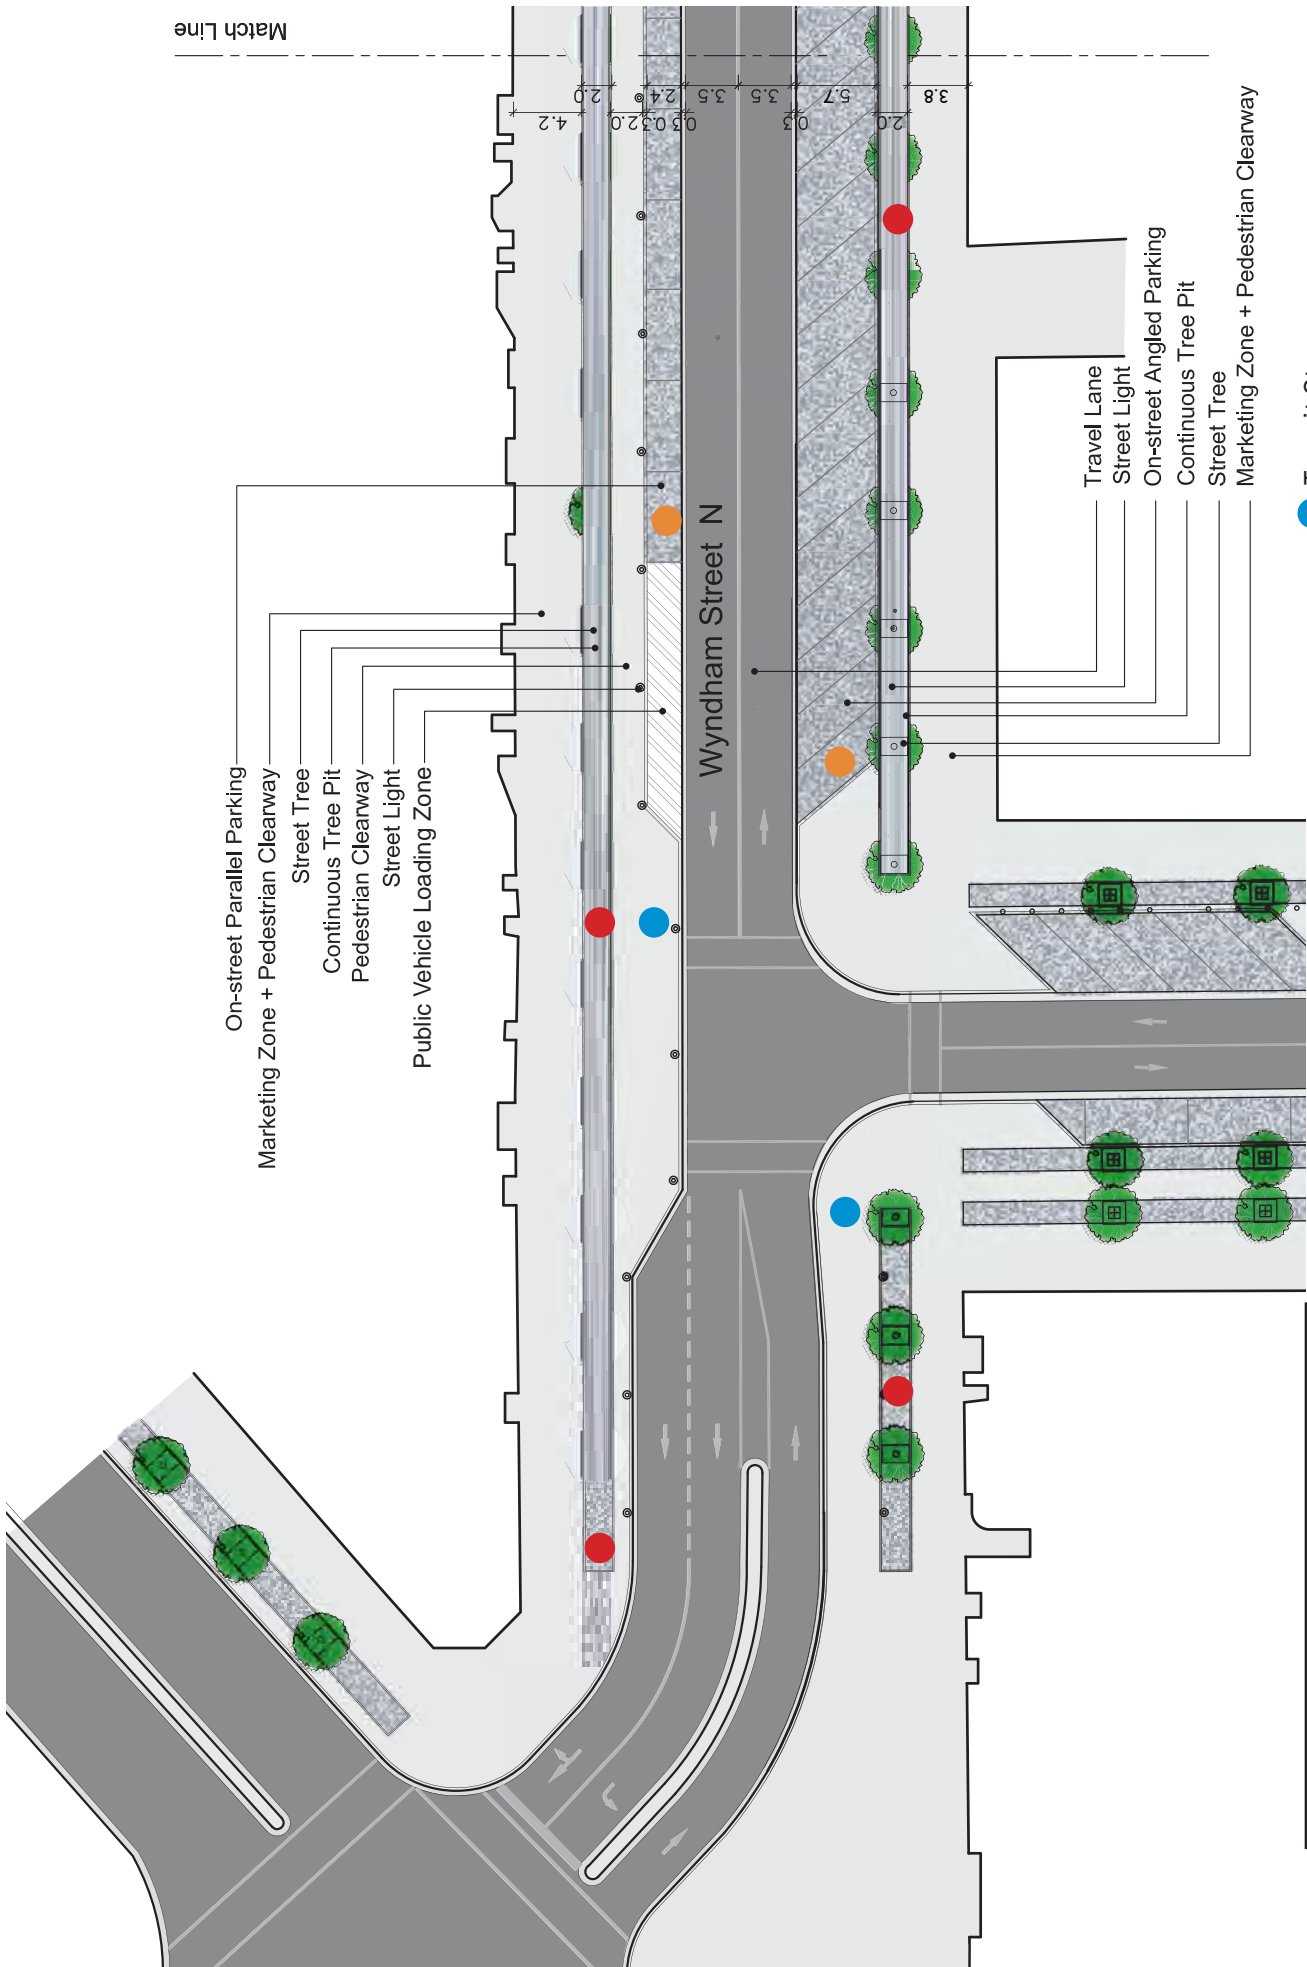 Match Line
4.2
2.0
2.0
0.3
2.4
0.3
3.5
3.5
0.3
5.7
2.0
3.8
On-street Parallel Parking
Marketing Zone + Pedestrian Clearway
Street Tree
Continuous Tree Pit
Pedestrian Clearway
Street Light
Public Vehicle Loading Zone
Wyndham Street N
Travel Lane
Street Light
On-street Angled Parking
Continuous Tree Pit
Street Tree
Marketing Zone + Pedestrian Clearway